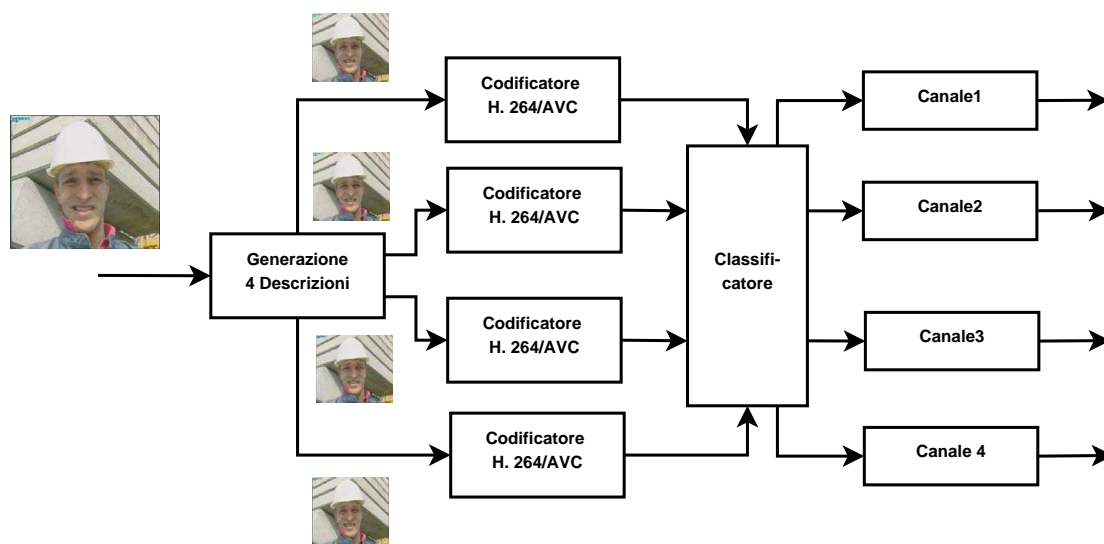 Codificatore
H. 264/AVC
Canale1
Codificatore
H. 264/AVC
Canale2
Generazione
4 Descrizioni
Classifi-
catore
Codificatore
H. 264/AVC
Canale3
Codificatore
H. 264/AVC
Canale 4